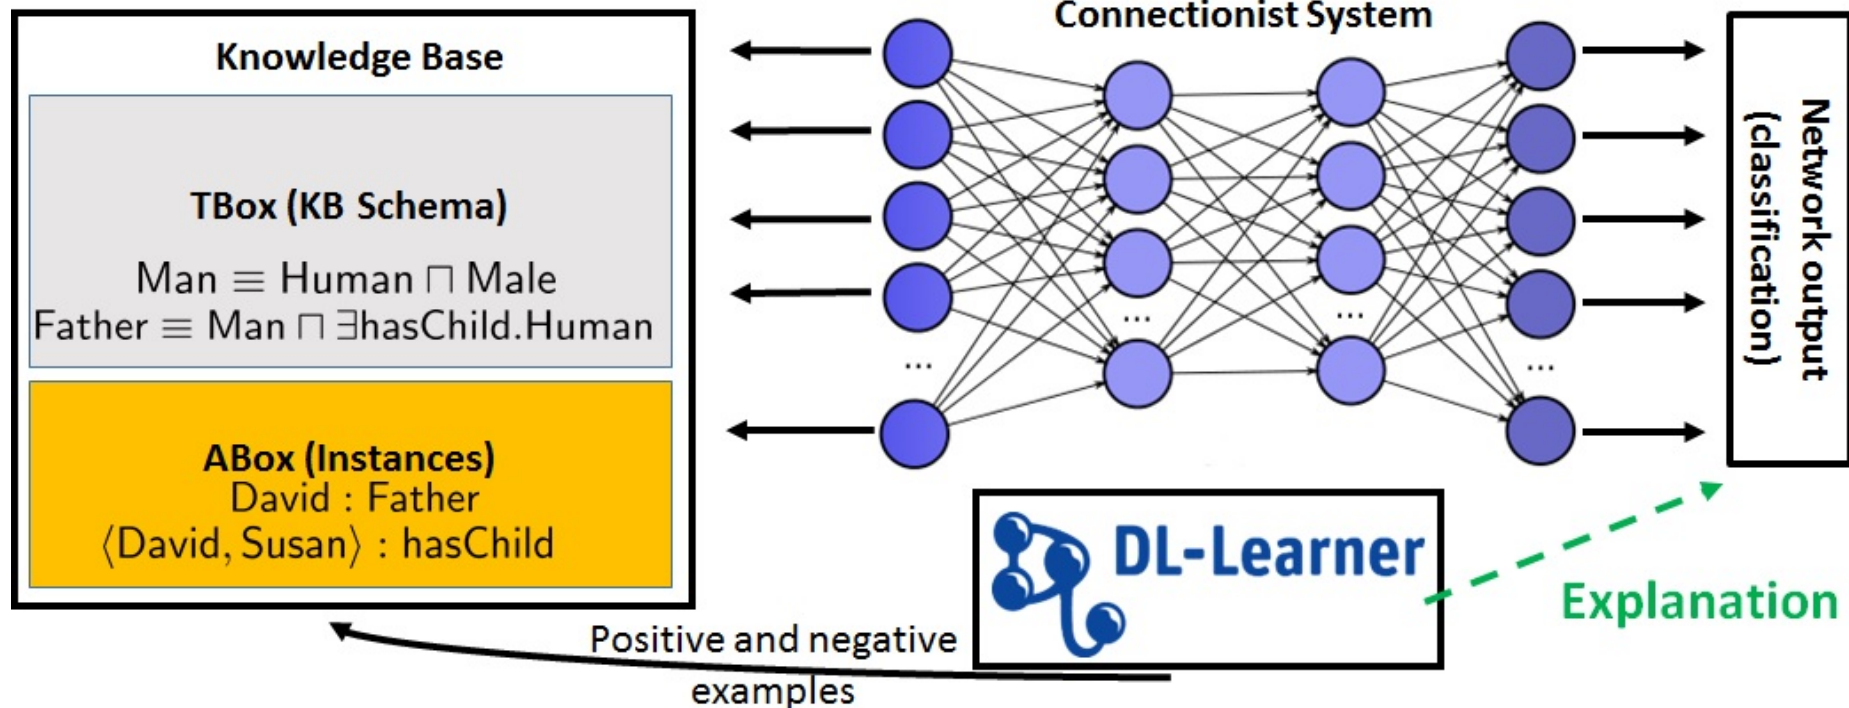 Knowledge Base
TBox (KB Schema)
Man ≡ Human ⊓ Male
Father ≡ Man ⊓ ∃hasChild.Human
ABox (Instances)
David : Father
⟨David, Susan⟩ : hasChild
Connectionist System
...
...
...
...
Network output
(classification)
DL-Learner
Explanation
Positive and negative
examples